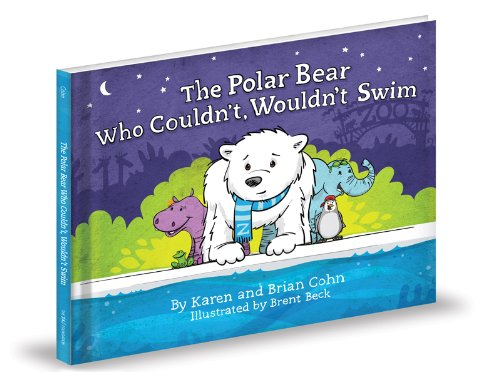 The Polar Bear
Who Couldn't, Wouldn't Swim
ZOO
N
By Karen and Brian Cohn
Illustrated by Brent Beck
Cohn
The Polar Bear Who Couldn't, Wouldn't Swim